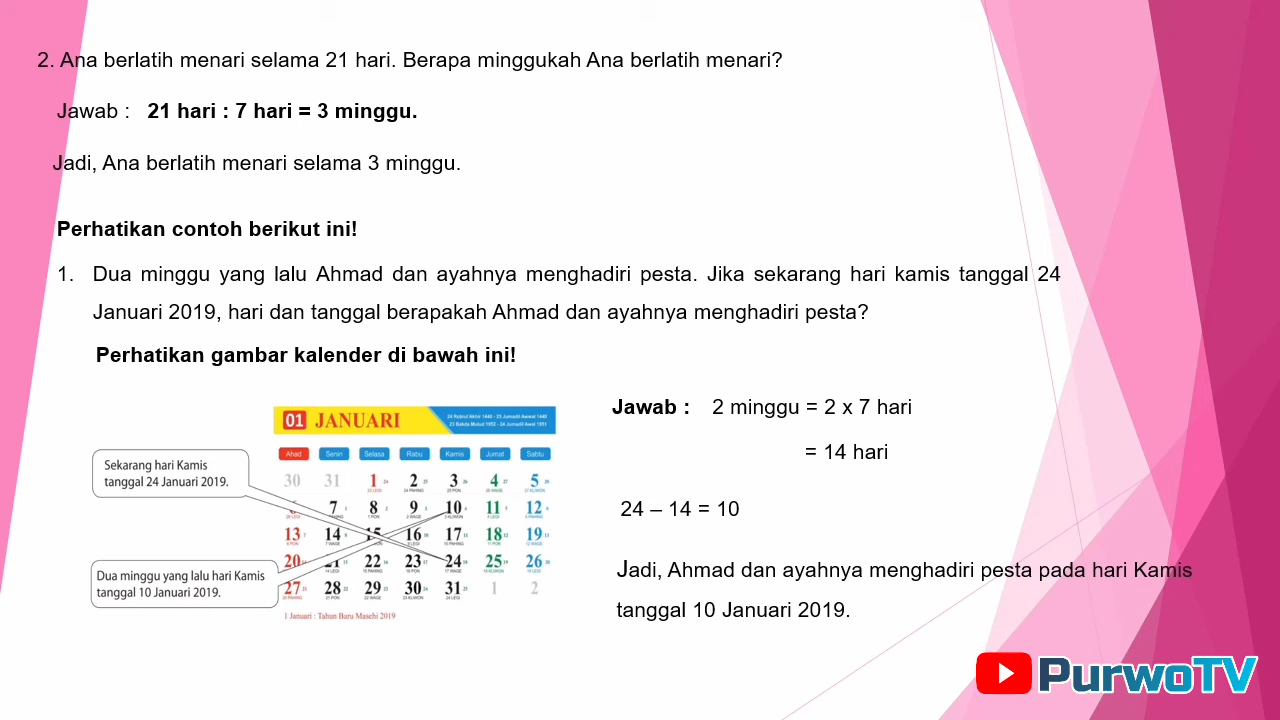 2. Ana berlatih menari selama 21 hari. Berapa minggukah Ana berlatih menari?
Jawab : 21 hari : 7 hari = 3 minggu.
Jadi, Ana berlatih menari selama 3 minggu.
Perhatikan contoh berikut ini!
1. Dua minggu yang lalu Ahmad dan ayahnya menghadiri pesta. Jika sekarang hari kamis tanggal 24
Januari 2019, hari dan tanggal berapakah Ahmad dan ayahnya menghadiri pesta?
Perhatikan gambar kalender di bawah ini!
01 JANUARI
Ahad Senin Selasa Rabu Kamis Jumat Sabtu
30 31 1 2 3 4 5
7 8 9 10 11 12
13 14 15 16 17 18 19
20 21 22 23 24 25 26
27 28 29 30 31 1 2
1 Januari : Tahun Baru Masehi 2019
Sekarang hari Kamis
tanggal 24 Januari 2019.
Dua minggu yang lalu hari Kamis
tanggal 10 Januari 2019.
Jawab : 2 minggu = 2 x 7 hari
= 14 hari
24 – 14 = 10
Jadi, Ahmad dan ayahnya menghadiri pesta pada hari Kamis
tanggal 10 Januari 2019.
PurwoTV